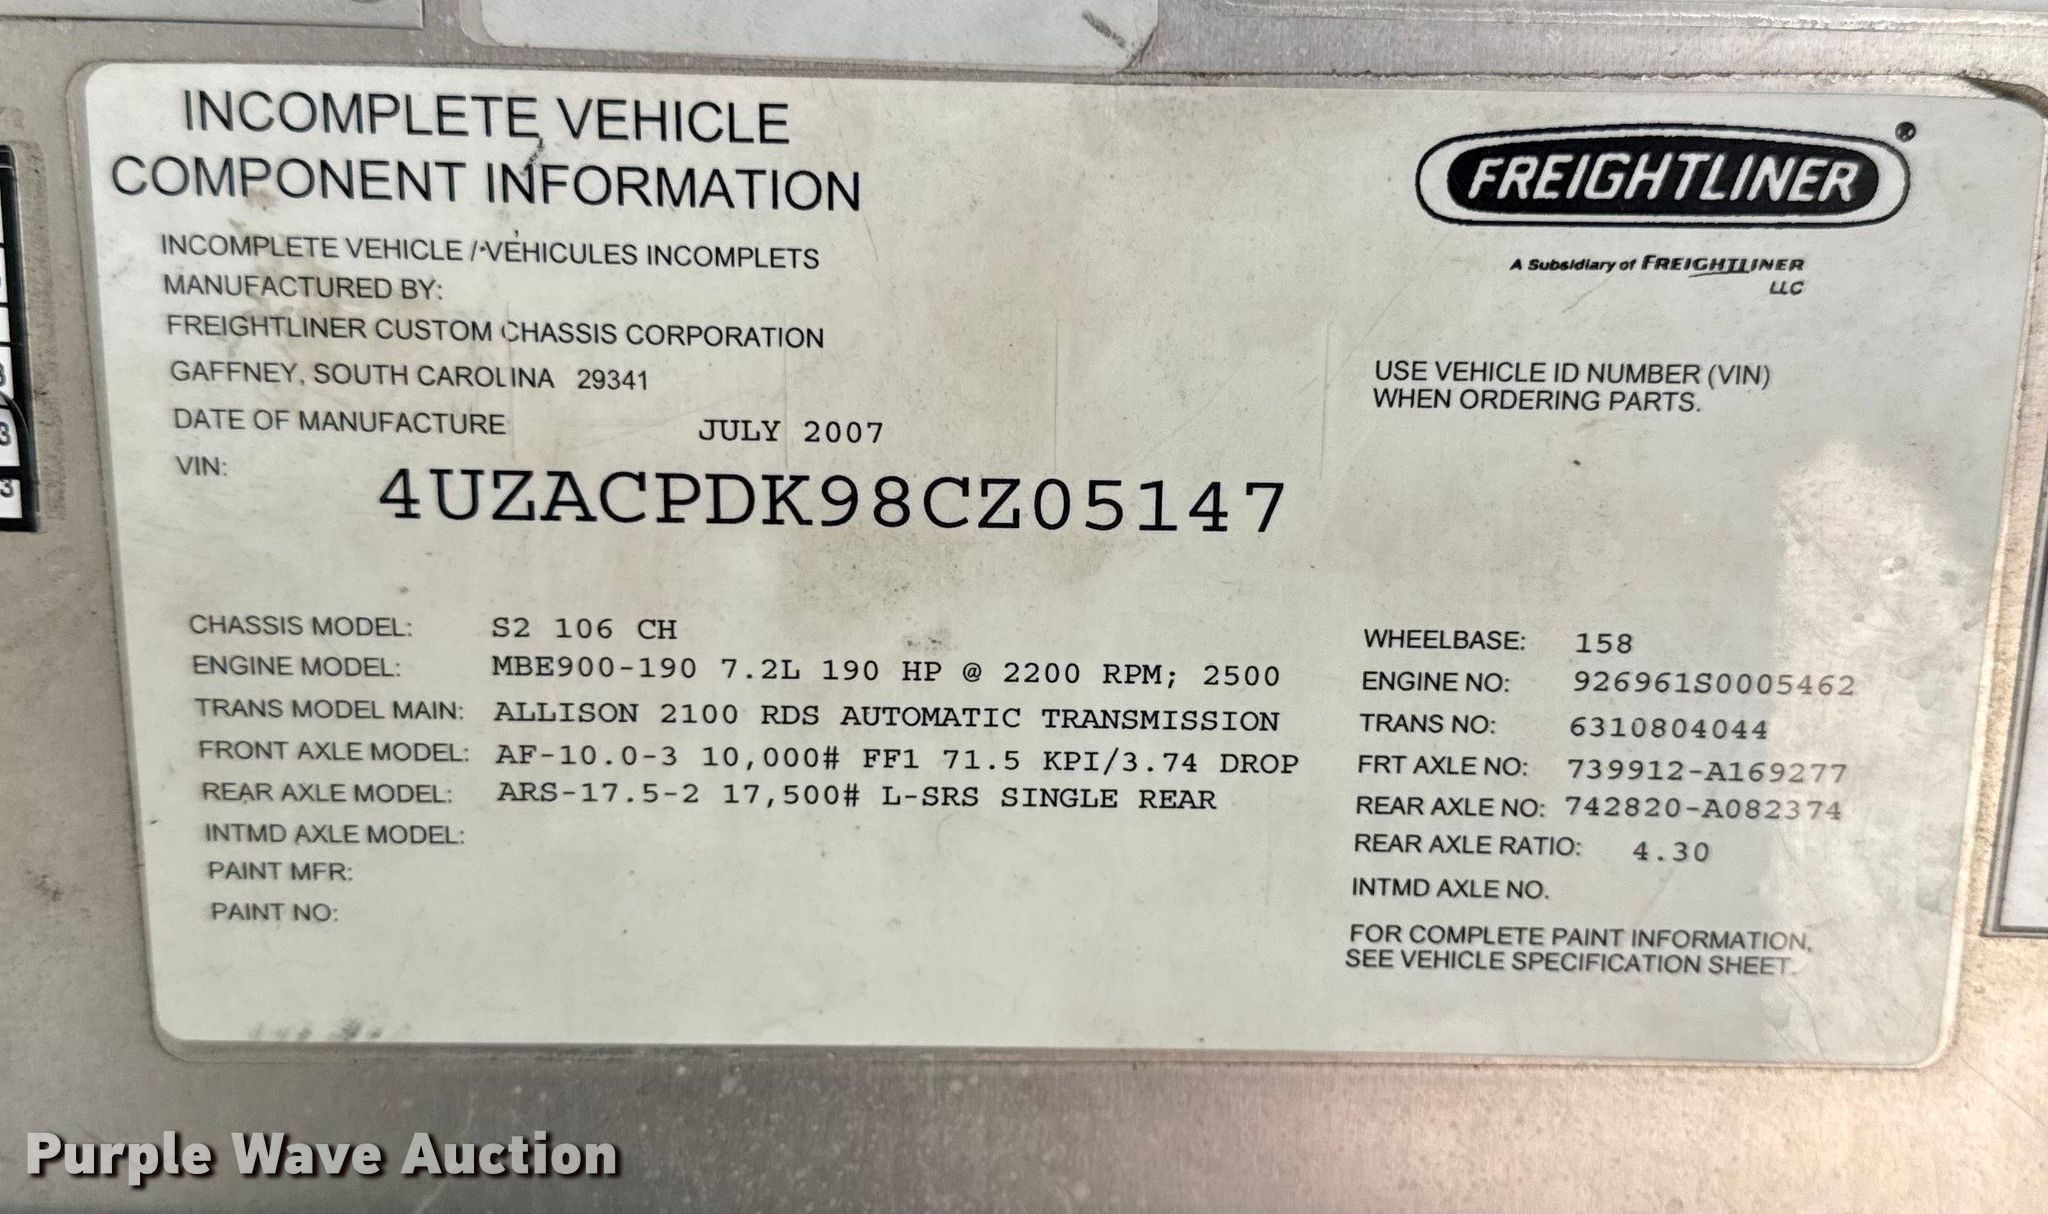 INCOMPLETE VEHICLE
COMPONENT INFORMATION
INCOMPLETE VEHICLE / VÉHICULES INCOMPLETS
MANUFACTURED BY:
FREIGHTLINER CUSTOM CHASSIS CORPORATION
GAFFNEY, SOUTH CAROLINA 29341
DATE OF MANUFACTURE JULY 2007
VIN: 4UZACPDK98CZ05147
FREIGHTLINER®
A Subsidiary of FREIGHTLINER
LLC
USE VEHICLE ID NUMBER (VIN)
WHEN ORDERING PARTS.
CHASSIS MODEL: S2 106 CH
ENGINE MODEL: MBE900-190 7.2L 190 HP @ 2200 RPM; 2500
TRANS MODEL MAIN: ALLISON 2100 RDS AUTOMATIC TRANSMISSION
FRONT AXLE MODEL: AF-10.0-3 10,000# FF1 71.5 KPI/3.74 DROP
REAR AXLE MODEL: ARS-17.5-2 17,500# L-SRS SINGLE REAR
INTMD AXLE MODEL:
PAINT MFR:
PAINT NO:
WHEELBASE: 158
ENGINE NO: 926961S0005462
TRANS NO: 6310804044
FRT AXLE NO: 739912-A169277
REAR AXLE NO: 742820-A082374
REAR AXLE RATIO: 4.30
INTMD AXLE NO.
FOR COMPLETE PAINT INFORMATION,
SEE VEHICLE SPECIFICATION SHEET.
3
3
Purple Wave Auction